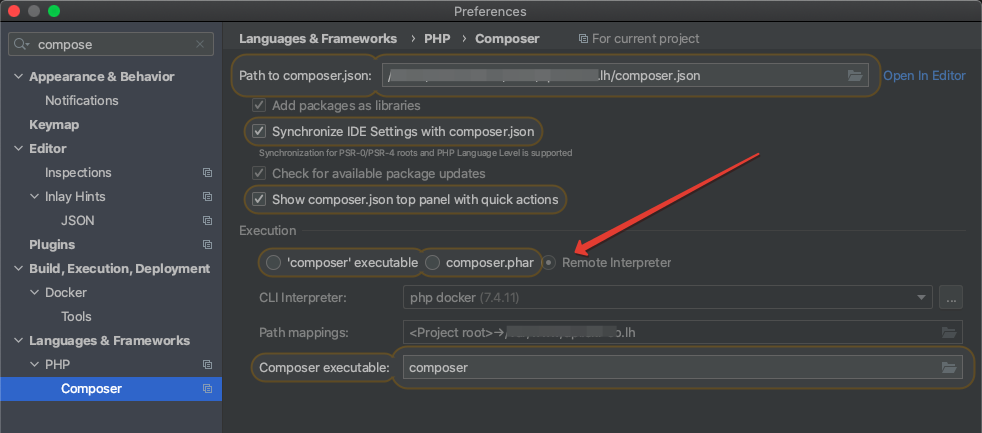 Preferences
compose
Appearance & Behavior
Notifications
Keymap
Editor
Inspections
Inlay Hints
JSON
Plugins
Build, Execution, Deployment
Docker
Tools
Languages & Frameworks
PHP
Composer
Languages & Frameworks › PHP › Composer For current project
Path to composer.json: / .lh/composer.json Open In Editor
Add packages as libraries
Synchronize IDE Settings with composer.json
Synchronization for PSR-0/PSR-4 roots and PHP Language Level is supported
Check for available package updates
Show composer.json top panel with quick actions
Execution
'composer' executable composer.phar Remote Interpreter
CLI Interpreter: php docker (7.4.11) ...
Path mappings: <Project root>→/ .lh
Composer executable: composer